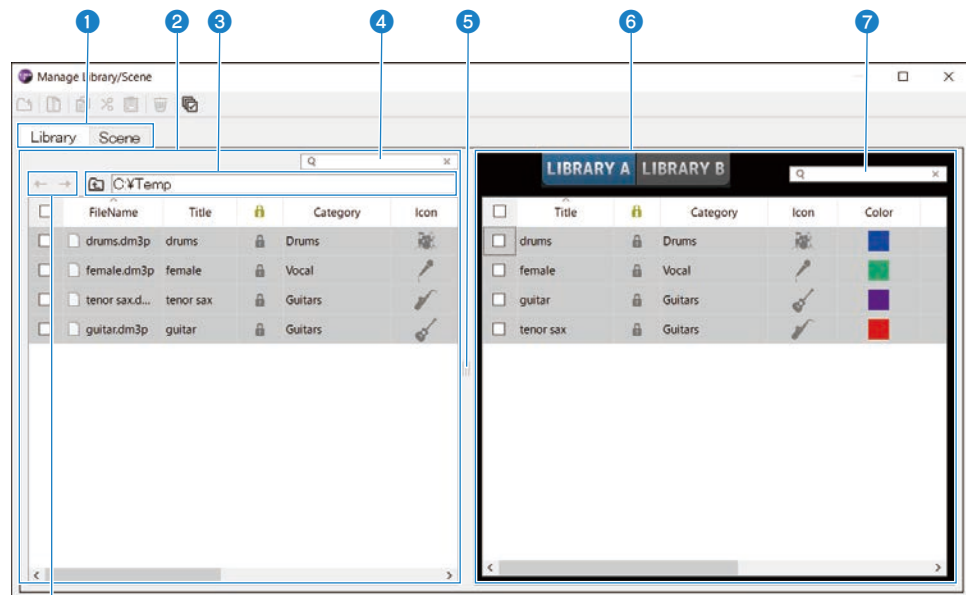 1 2 3 4 5 6 7
Manage Library/Scene
Library Scene
LIBRARY A LIBRARY B
C:¥Temp
FileName Title Category Icon
Title Category Icon Color
drums.dm3p drums Drums
drums Drums
female.dm3p female Vocal
female Vocal
tenor sax.d... tenor sax Guitars
guitar Guitars
guitar.dm3p guitar Guitars
tenor sax Guitars